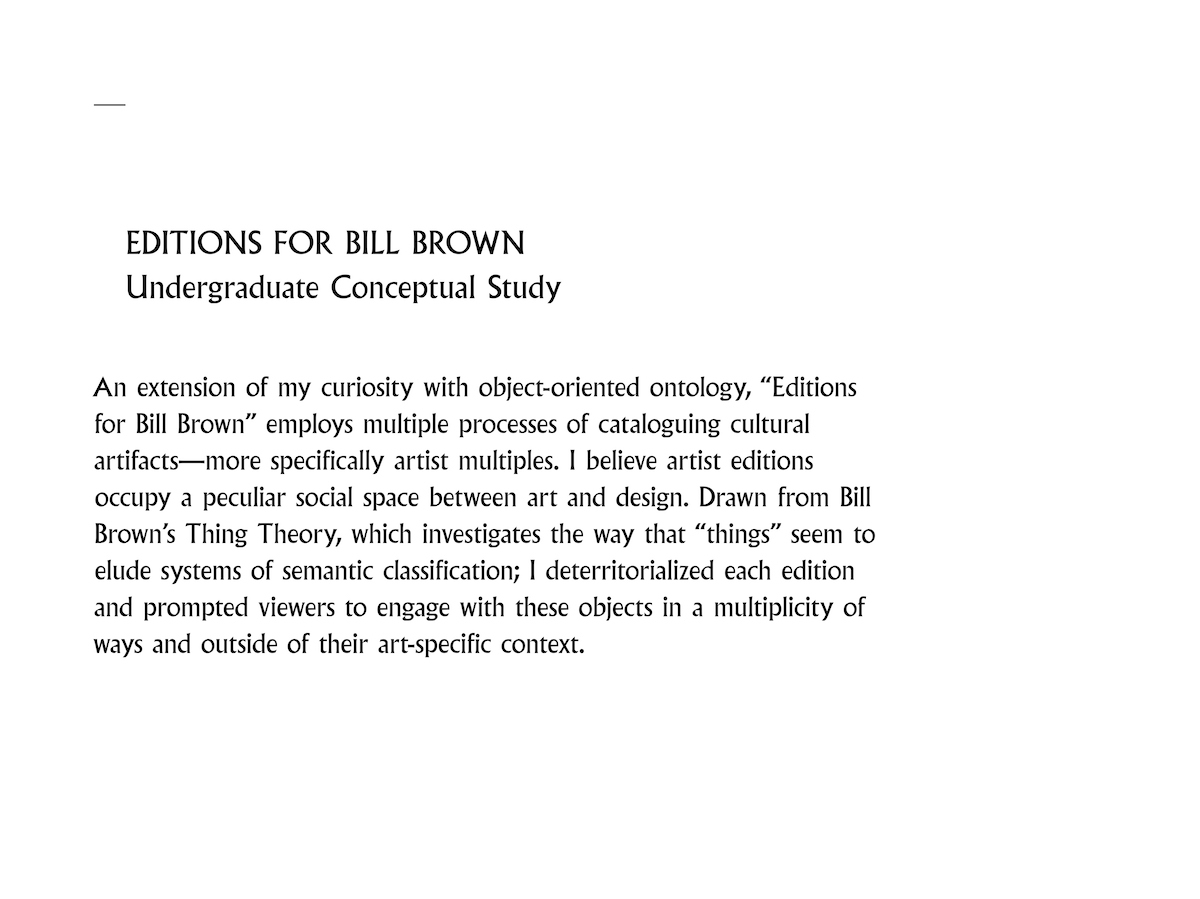 EDITIONS FOR BILL BROWN
Undergraduate Conceptual Study
An extension of my curiosity with object-oriented ontology, “Editions
for Bill Brown” employs multiple processes of cataloguing cultural
artifacts—more specifically artist multiples. I believe artist editions
occupy a peculiar social space between art and design. Drawn from Bill
Brown’s Thing Theory, which investigates the way that “things” seem to
elude systems of semantic classification; I deterritorialized each edition
and prompted viewers to engage with these objects in a multiplicity of
ways and outside of their art-specific context.